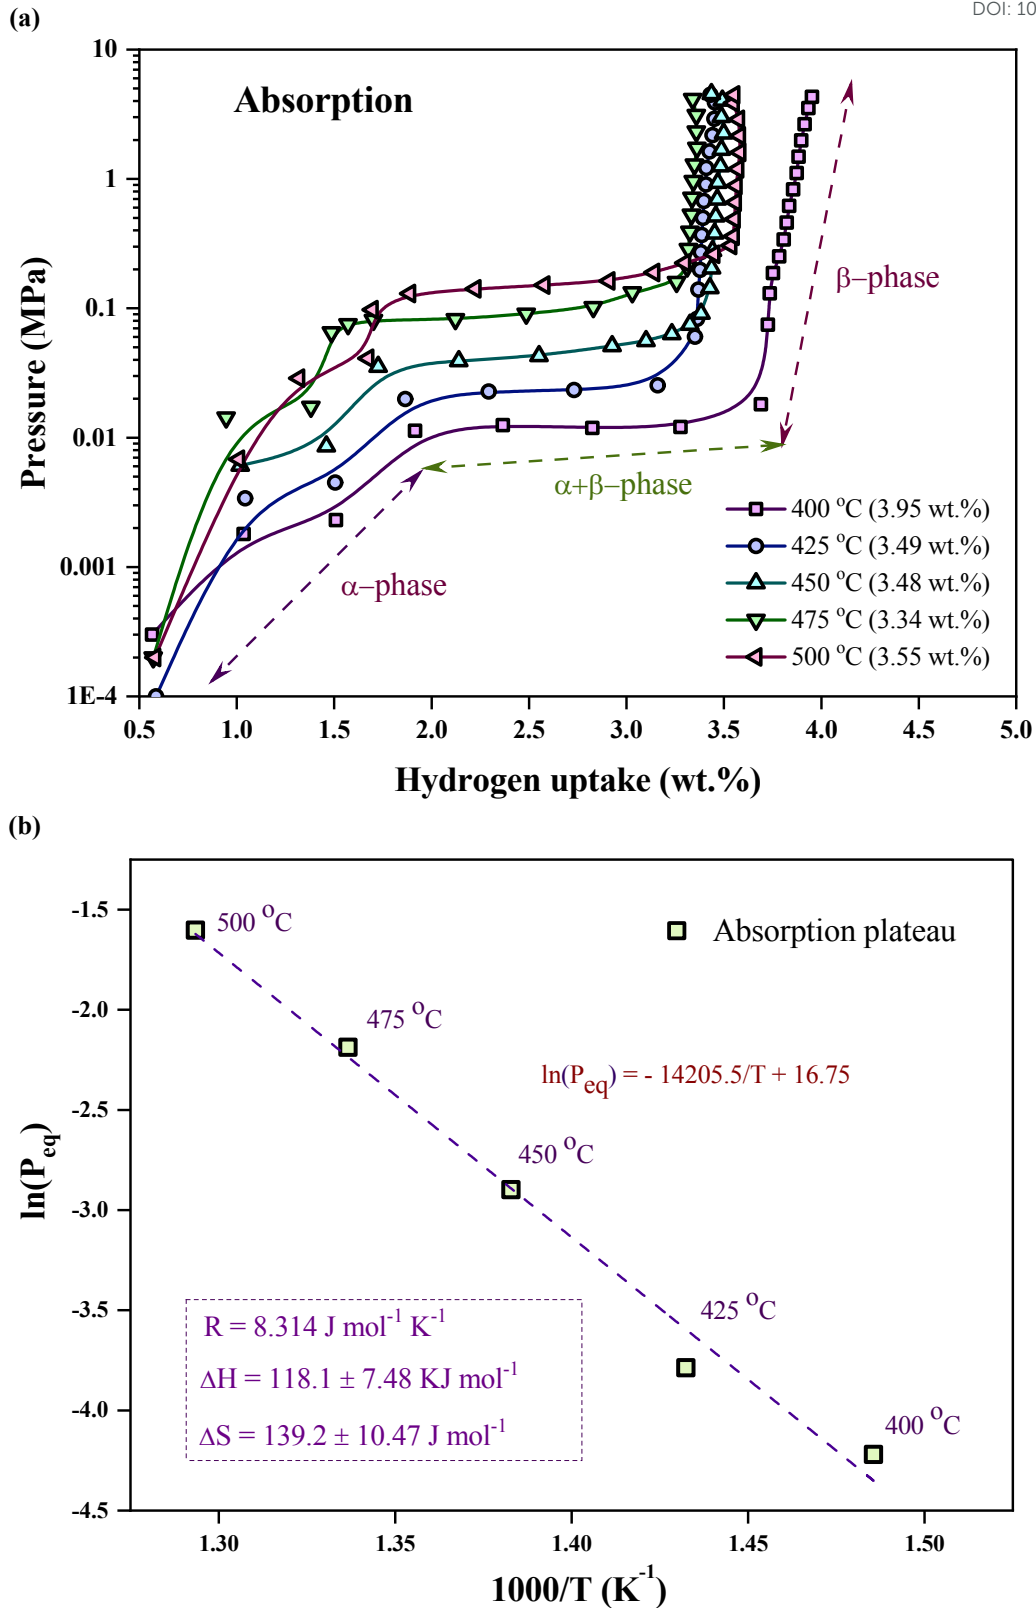 DOI: 10
(a)
10
1
0.1
0.01
0.001
1E-4
Pressure (MPa)
Absorption
β−phase
α+β−phase
α−phase
400 °C (3.95 wt.%)
425 °C (3.49 wt.%)
450 °C (3.48 wt.%)
475 °C (3.34 wt.%)
500 °C (3.55 wt.%)
0.5 1.0 1.5 2.0 2.5 3.0 3.5 4.0 4.5 5.0
Hydrogen uptake (wt.%)
(b)
-1.5
-2.0
-2.5
-3.0
-3.5
-4.0
-4.5
ln(Peq)
500 °C
Absorption plateau
475 °C
ln(Peq) = - 14205.5/T + 16.75
450 °C
425 °C
400 °C
R = 8.314 J mol⁻¹ K⁻¹
ΔH = 118.1 ± 7.48 KJ mol⁻¹
ΔS = 139.2 ± 10.47 J mol⁻¹
1.30 1.35 1.40 1.45 1.50
1000/T (K⁻¹)